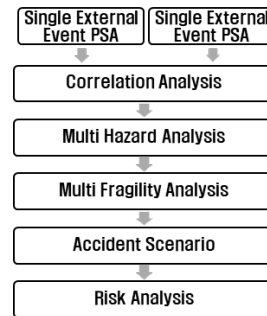 Single External
Event PSA
Single External
Event PSA
Correlation Analysis
Multi Hazard Analysis
Multi Fragility Analysis
Accident Scenario
Risk Analysis